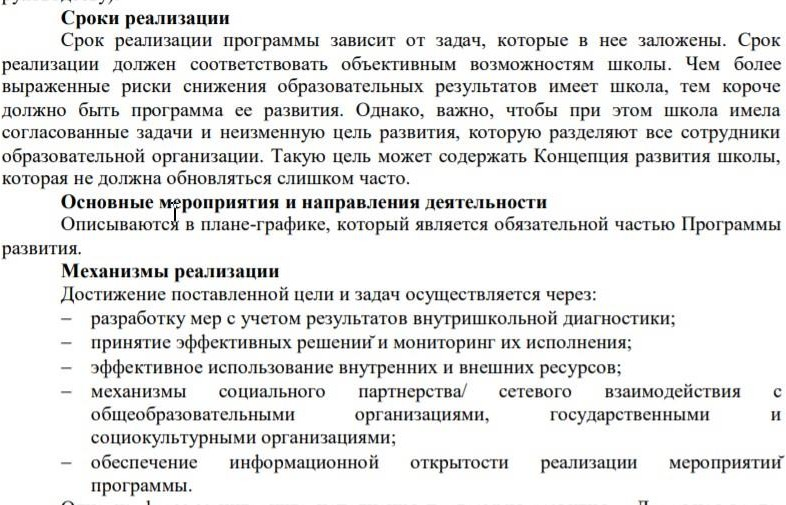 Сроки реализации
Срок реализации программы зависит от задач, которые в нее заложены. Срок
реализации должен соответствовать объективным возможностям школы. Чем более
выраженные риски снижения образовательных результатов имеет школа, тем короче
должно быть программа ее развития. Однако, важно, чтобы при этом школа имела
согласованные задачи и неизменную цель развития, которую разделяют все сотрудники
образовательной организации. Такую цель может содержать Концепция развития школы,
которая не должна обновляться слишком часто.
Основные мероприятия и направления деятельности
Описываются в плане-графике, который является обязательной частью Программы
развития.
Механизмы реализации
Достижение поставленной цели и задач осуществляется через:
– разработку мер с учетом результатов внутришкольной диагностики;
– принятие эффективных решений и мониторинг их исполнения;
– эффективное использование внутренних и внешних ресурсов;
– механизмы социального партнерства/ сетевого взаимодействия с
общеобразовательными организациями, государственными и
социокультурными организациями;
– обеспечение информационной открытости реализации мероприятий
программы.